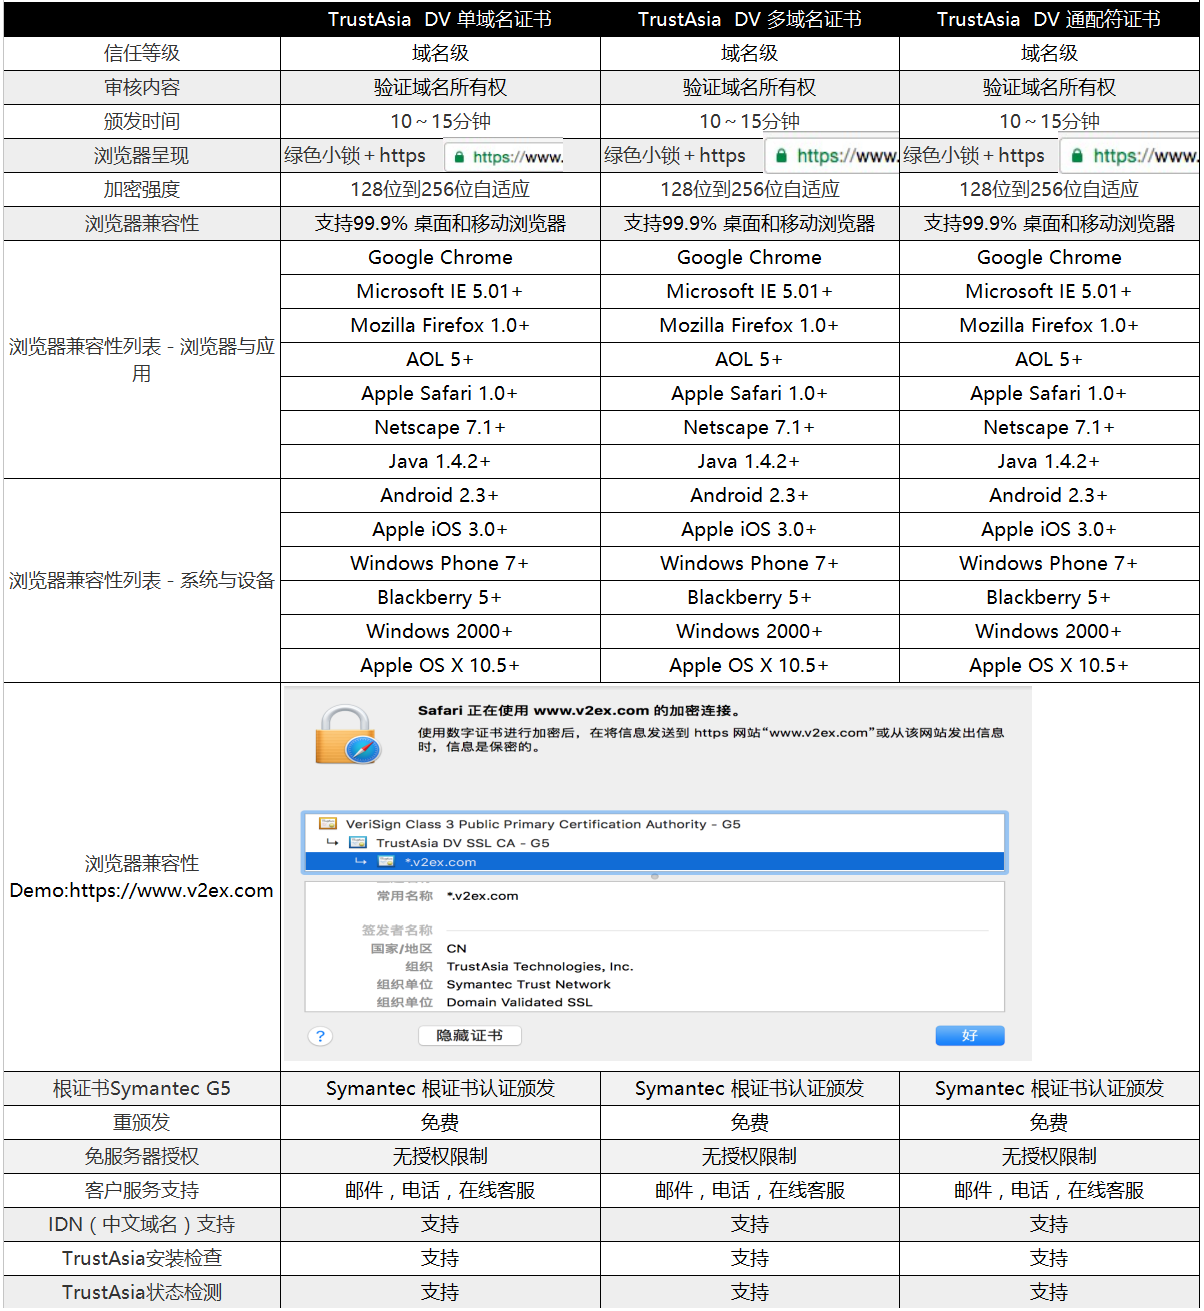 TrustAsia DV 单域名证书 TrustAsia DV 多域名证书 TrustAsia DV 通配符证书
信任等级 域名级 域名级 域名级
审核内容 验证域名所有权 验证域名所有权 验证域名所有权
颁发时间 10～15分钟 10～15分钟 10～15分钟
浏览器呈现 绿色小锁+https https://www. 绿色小锁+https https://www. 绿色小锁+https https://www.
加密强度 128位到256位自适应 128位到256位自适应 128位到256位自适应
浏览器兼容性 支持99.9% 桌面和移动浏览器 支持99.9% 桌面和移动浏览器 支持99.9% 桌面和移动浏览器
浏览器兼容性列表 - 浏览器与应
用
Google Chrome Google Chrome Google Chrome
Microsoft IE 5.01+ Microsoft IE 5.01+ Microsoft IE 5.01+
Mozilla Firefox 1.0+ Mozilla Firefox 1.0+ Mozilla Firefox 1.0+
AOL 5+ AOL 5+ AOL 5+
Apple Safari 1.0+ Apple Safari 1.0+ Apple Safari 1.0+
Netscape 7.1+ Netscape 7.1+ Netscape 7.1+
Java 1.4.2+ Java 1.4.2+ Java 1.4.2+
浏览器兼容性列表 - 系统与设备
Android 2.3+ Android 2.3+ Android 2.3+
Apple iOS 3.0+ Apple iOS 3.0+ Apple iOS 3.0+
Windows Phone 7+ Windows Phone 7+ Windows Phone 7+
Blackberry 5+ Blackberry 5+ Blackberry 5+
Windows 2000+ Windows 2000+ Windows 2000+
Apple OS X 10.5+ Apple OS X 10.5+ Apple OS X 10.5+
浏览器兼容性
Demo:https://www.v2ex.com
Safari 正在使用 www.v2ex.com 的加密连接。
使用数字证书进行加密后，在将信息发送到 https 网站“www.v2ex.com”或从该网站发出信息
时，信息是保密的。
VeriSign Class 3 Public Primary Certification Authority - G5
TrustAsia DV SSL CA - G5
*.v2ex.com
常用名称 *.v2ex.com
签发者名称
国家/地区 CN
组织 TrustAsia Technologies, Inc.
组织单位 Symantec Trust Network
组织单位 Domain Validated SSL
? 隐藏证书 好
根证书Symantec G5 Symantec 根证书认证颁发 Symantec 根证书认证颁发 Symantec 根证书认证颁发
重颁发 免费 免费 免费
免服务器授权 无授权限制 无授权限制 无授权限制
客户服务支持 邮件，电话，在线客服 邮件，电话，在线客服 邮件，电话，在线客服
IDN（中文域名）支持 支持 支持 支持
TrustAsia安装检查 支持 支持 支持
TrustAsia状态检测 支持 支持 支持